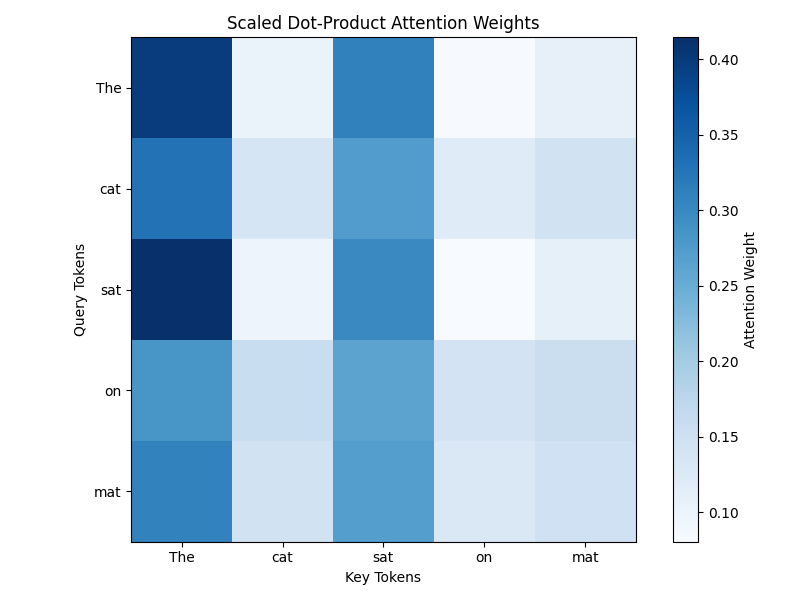 Scaled Dot-Product Attention Weights
The
cat
sat
on
mat
Query Tokens
The cat sat on mat
Key Tokens
0.40
0.35
0.30
0.25
0.20
0.15
0.10
Attention Weight